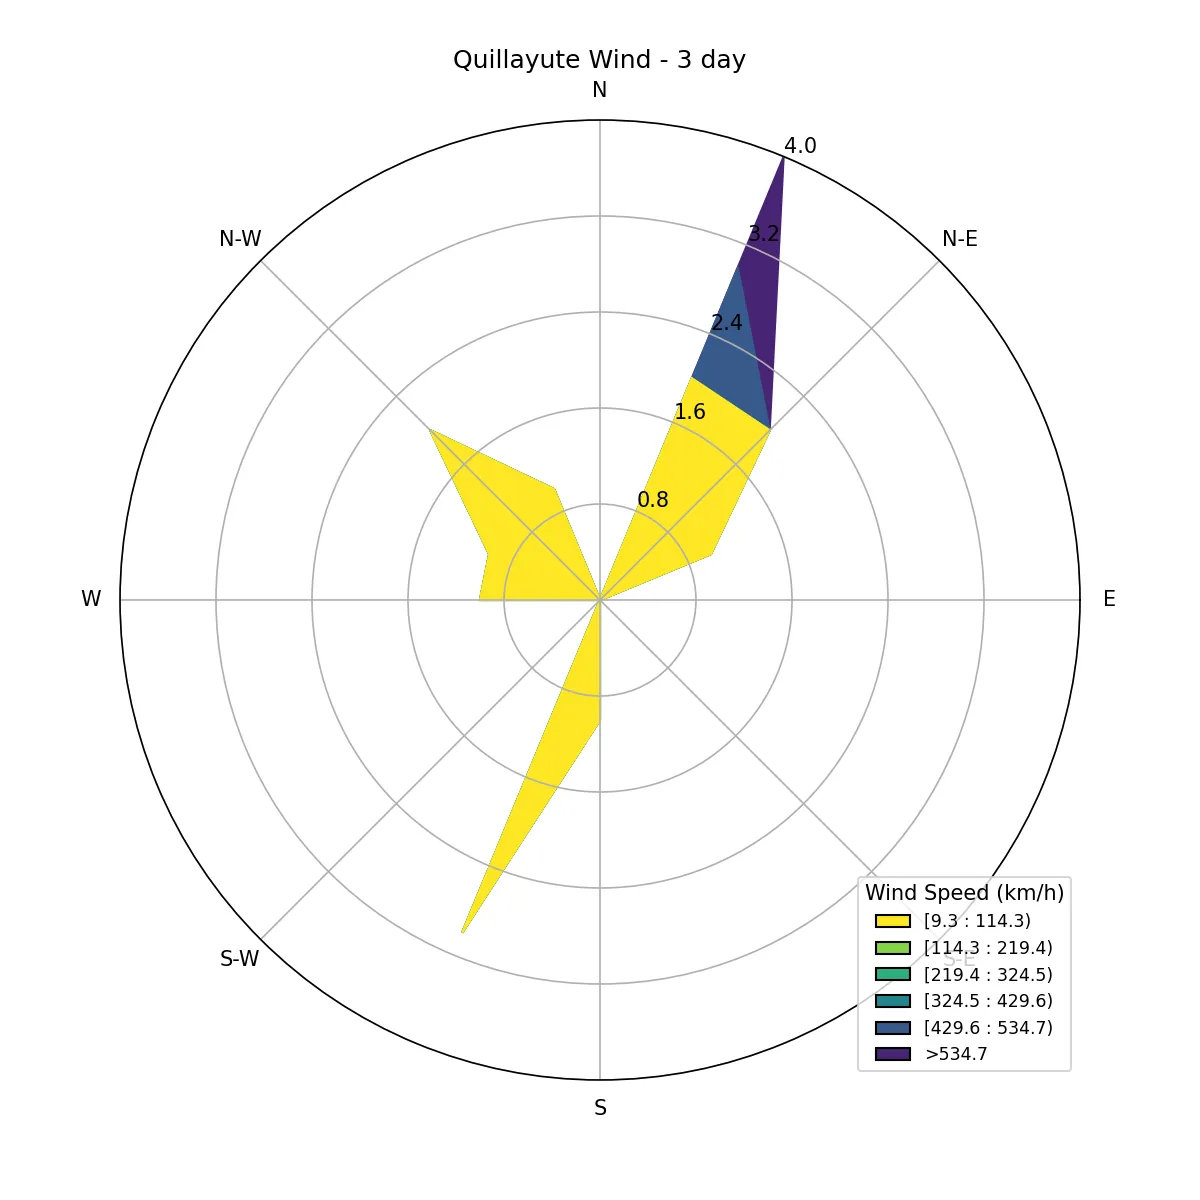 Quillayute Wind - 3 day
N
4.0
N-W
3.2
N-E
2.4
1.6
0.8
W
E
Wind Speed (km/h)
[9.3 : 114.3)
[114.3 : 219.4)
S-W
S-E
[219.4 : 324.5)
[324.5 : 429.6)
[429.6 : 534.7)
>534.7
S